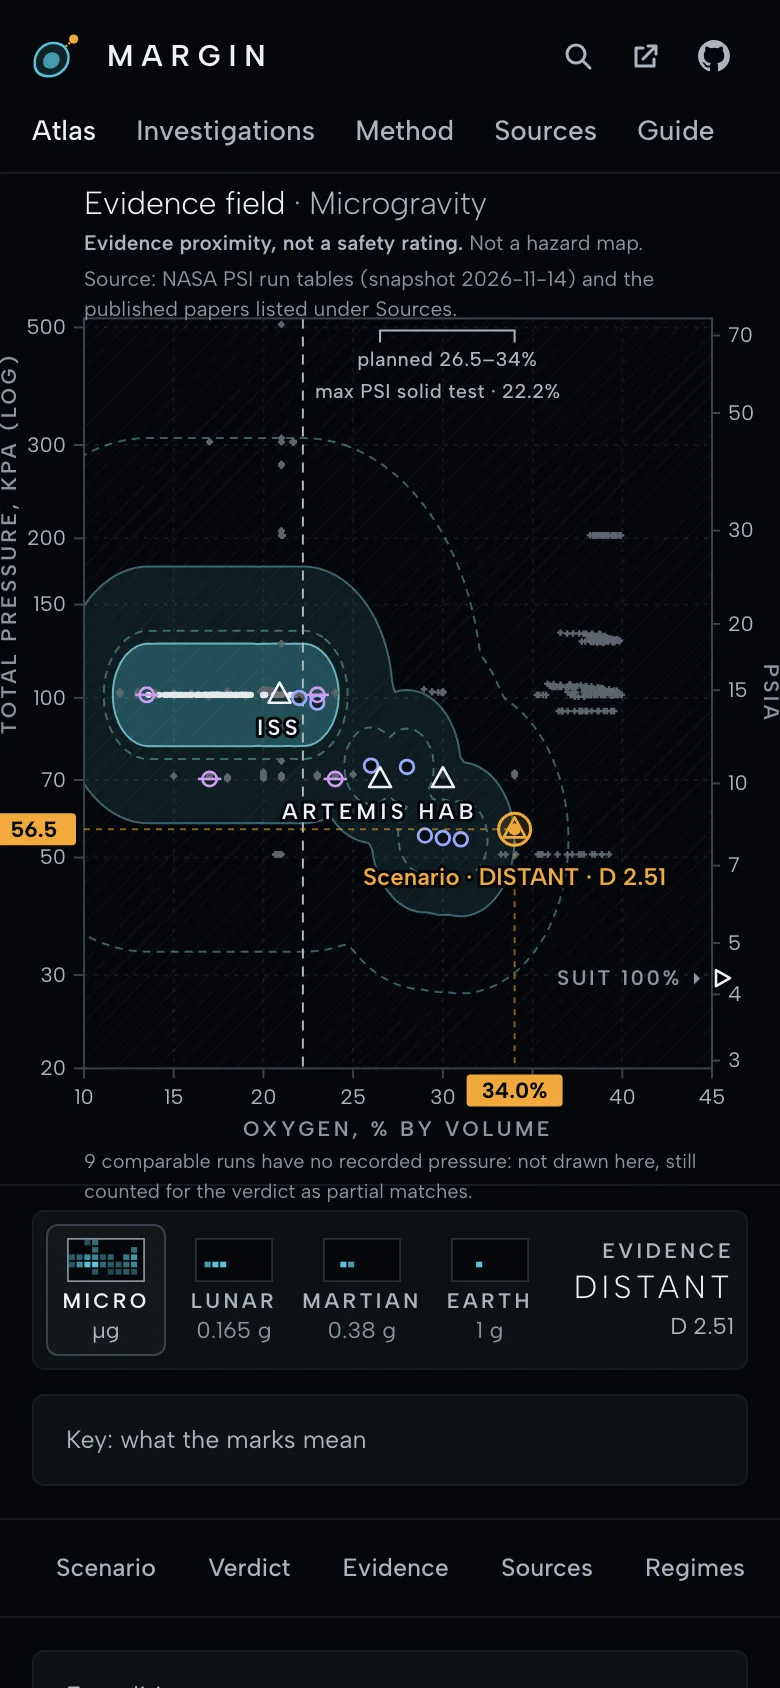 MARGIN
Atlas Investigations Method Sources Guide
Evidence field · Microgravity
Evidence proximity, not a safety rating. Not a hazard map.
Source: NASA PSI run tables (snapshot 2026-11-14) and the
published papers listed under Sources.
TOTAL PRESSURE, KPA (LOG)
500
300
200
150
100
70
56.5
50
30
20
planned 26.5–34%
max PSI solid test · 22.2%
ISS
ARTEMIS HAB
Scenario · DISTANT · D 2.51
SUIT 100%
70
50
30
20
15
10
7
5
4
3
PSIA
10 15 20 25 30 34.0% 40 45
OXYGEN, % BY VOLUME
9 comparable runs have no recorded pressure: not drawn here, still
counted for the verdict as partial matches.
MICRO
µg
LUNAR
0.165 g
MARTIAN
0.38 g
EARTH
1 g
EVIDENCE
DISTANT
D 2.51
Key: what the marks mean
Scenario Verdict Evidence Sources Regimes